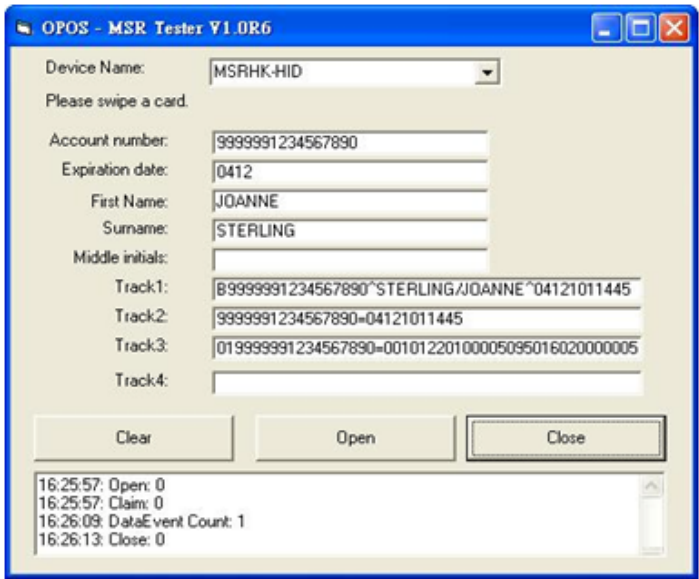 OPOS - MSR Tester V1.0R6
Device Name: MSRHK-HID
Please swipe a card.
Account number: 9999991234567890
Expiration date: 0412
First Name: JOANNE
Surname: STERLING
Middle initials:
Track1: B9999991234567890^STERLING/JOANNE^04121011445
Track2: 9999991234567890=04121011445
Track3: 019999991234567890=00101220100005095016020000005
Track4:
Clear Open Close
16:25:57: Open: 0
16:25:57: Claim: 0
16:26:09: DataEvent Count: 1
16:26:13: Close: 0